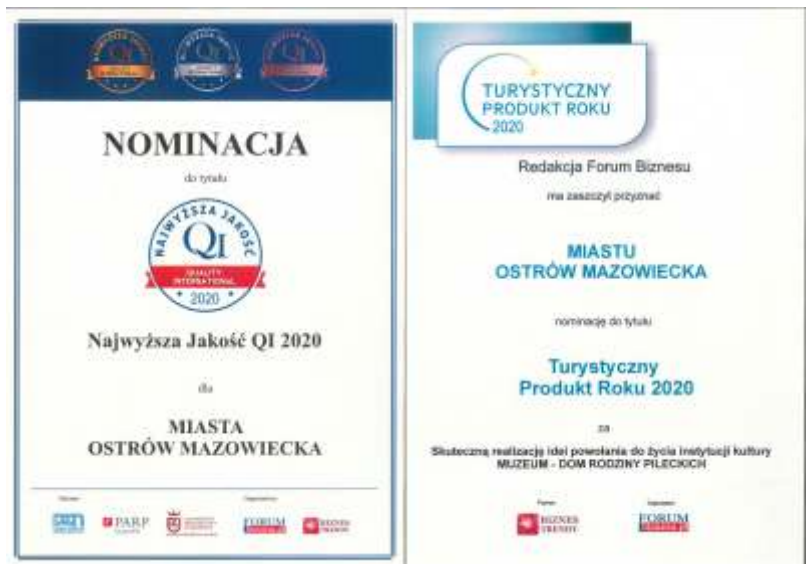 NOMINACJA
do tytułu
NAJWYŻSZA JAKOŚĆ
QI
QUALITY
INTERNATIONAL
2020
Najwyższa Jakość QI 2020
dla
MIASTA
OSTRÓW MAZOWIECKA
PARP
FORUM
TURYSTYCZNY
PRODUKT ROKU
2020
Redakcja Forum Biznesu
ma zaszczyt przyznać
MIASTU
OSTRÓW MAZOWIECKA
nominację do tytułu
Turystyczny
Produkt Roku 2020
za
Skuteczną realizację idei powołania do życia instytucji kultury
MUZEUM - DOM RODZINY PILECKICH
BIZNES
TRENDY
FORUM